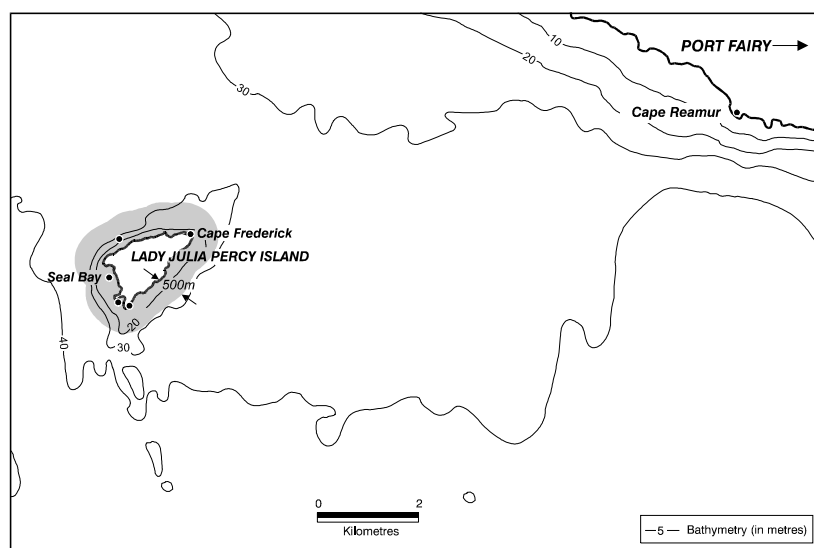 10
PORT FAIRY
20
30
Cape Reamur
Cape Frederick
LADY JULIA PERCY ISLAND
Seal Bay
500m
20
40
30
0 2
Kilometres
5 Bathymetry (in metres)